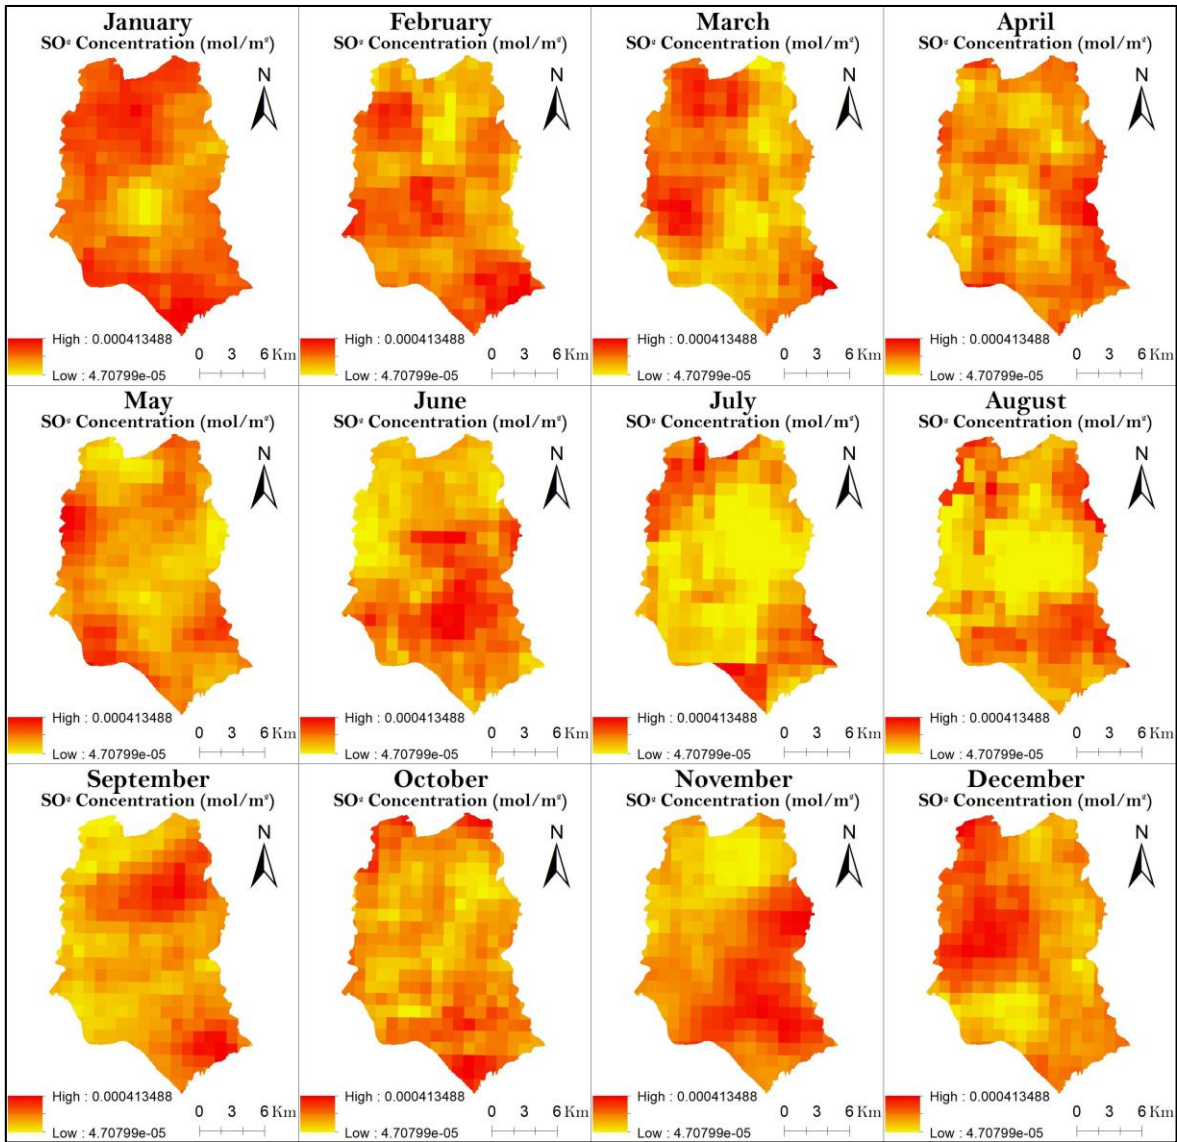 January
SO² Concentration (mol/m²)
N
High : 0.000413488
Low : 4.70799e-05
0 3 6 Km
February
SO² Concentration (mol/m²)
N
High : 0.000413488
Low : 4.70799e-05
0 3 6 Km
March
SO² Concentration (mol/m²)
N
High : 0.000413488
Low : 4.70799e-05
0 3 6 Km
April
SO² Concentration (mol/m²)
N
High : 0.000413488
Low : 4.70799e-05
0 3 6 Km
May
SO² Concentration (mol/m²)
N
High : 0.000413488
Low : 4.70799e-05
0 3 6 Km
June
SO² Concentration (mol/m²)
N
High : 0.000413488
Low : 4.70799e-05
0 3 6 Km
July
SO² Concentration (mol/m²)
N
High : 0.000413488
Low : 4.70799e-05
0 3 6 Km
August
SO² Concentration (mol/m²)
N
High : 0.000413488
Low : 4.70799e-05
0 3 6 Km
September
SO² Concentration (mol/m²)
N
High : 0.000413488
Low : 4.70799e-05
0 3 6 Km
October
SO² Concentration (mol/m²)
N
High : 0.000413488
Low : 4.70799e-05
0 3 6 Km
November
SO² Concentration (mol/m²)
N
High : 0.000413488
Low : 4.70799e-05
0 3 6 Km
December
SO² Concentration (mol/m²)
N
High : 0.000413488
Low : 4.70799e-05
0 3 6 Km